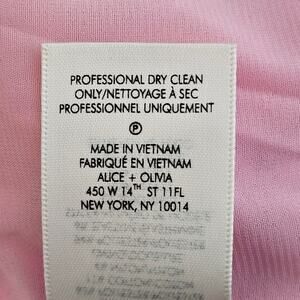 PROFESSIONAL DRY CLEAN
ONLY/NETTOYAGE À SEC
PROFESSIONNEL UNIQUEMENT
P
MADE IN VIETNAM
FABRIQUÉ EN VIETNAM
ALICE + OLIVIA
450 W 14TH ST 11FL
NEW YORK, NY 10014